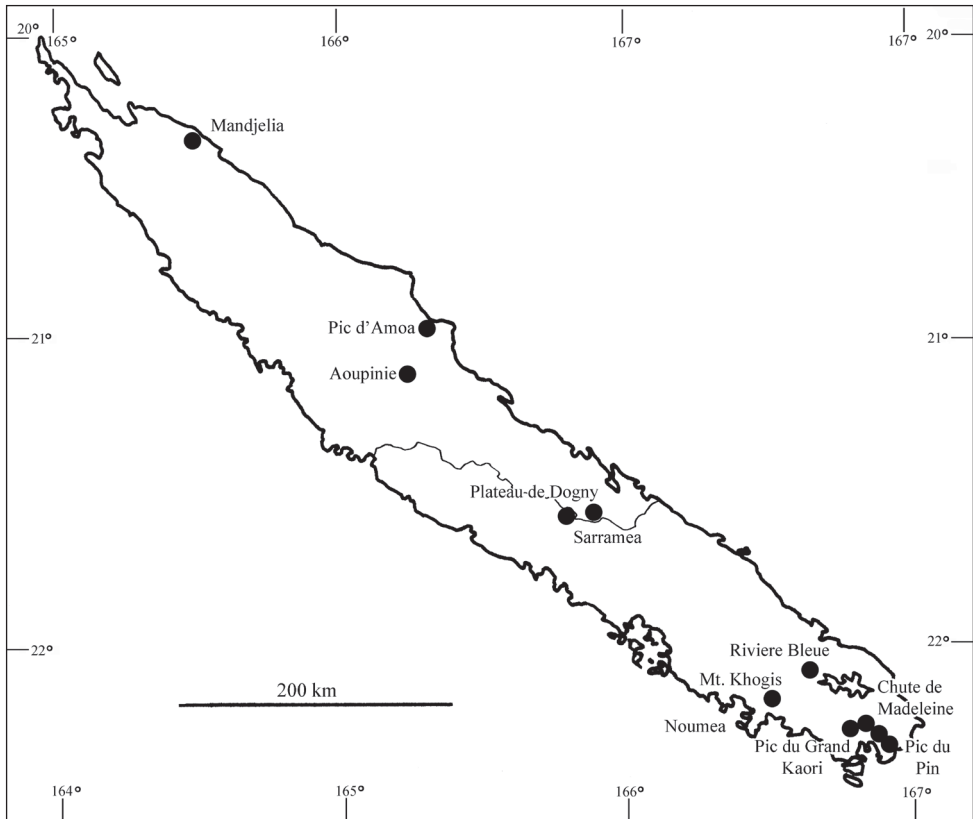 165°
166°
167°
167°
20°
20°
Mandjelia
Pic d'Amoa
21°
21°
Aoupinie
Plateau-de Dogny
Sarramea
22°
22°
Riviere Bleue
Mt. Khogis
Chute de
Madeleine
200 km
Noumea
Pic du Grand
Kaori
Pic du
Pin
164°
165°
166°
167°